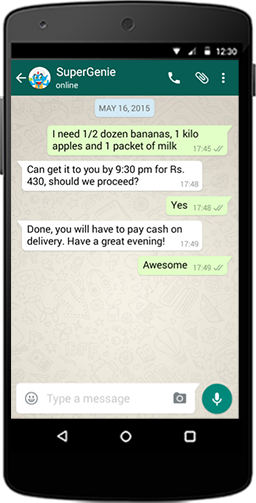 12:30
SuperGenie
online
MAY 16, 2015
I need 1/2 dozen bananas, 1 kilo
apples and 1 packet of milk
17:45
Can get it to you by 9:30 pm for Rs.
430, should we proceed?
17:48
Yes 17:48
Done, you will have to pay cash on
delivery. Have a great evening!
17:49
Awesome 17:49
Type a message